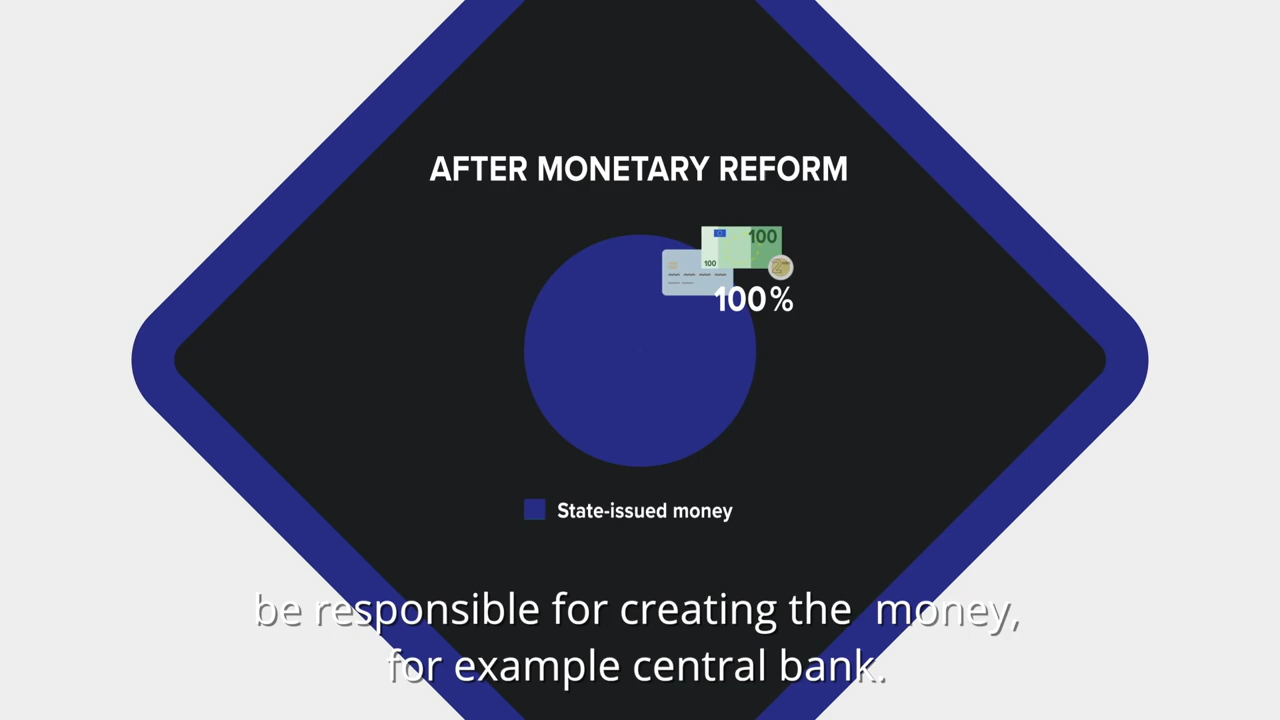 AFTER MONETARY REFORM
100
100
2
100%
State-issued money
be responsible for creating the money,
for example central bank.